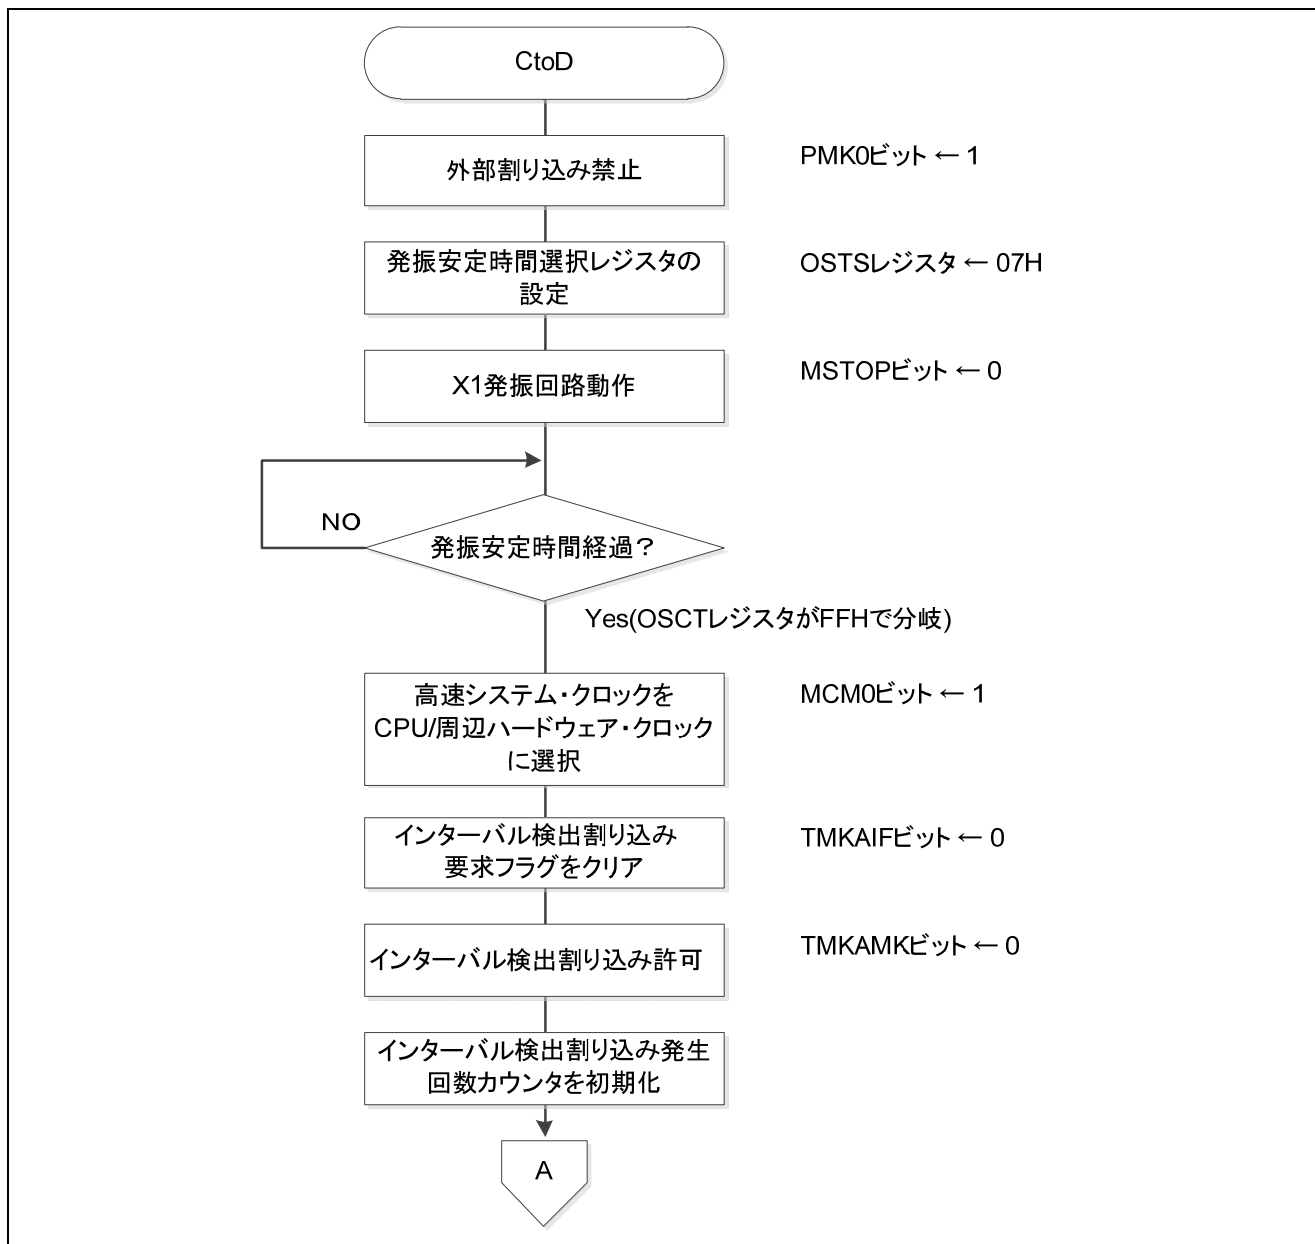 CtoD
外部割り込み禁止
PMK0ビット ← 1
発振安定時間選択レジスタの
設定
OSTSレジスタ ← 07H
X1発振回路動作
MSTOPビット ← 0
NO
発振安定時間経過？
Yes(OSCTレジスタがFFHで分岐)
高速システム・クロックを
CPU/周辺ハードウェア・クロック
に選択
MCM0ビット ← 1
インターバル検出割り込み
要求フラグをクリア
TMKAIFビット ← 0
インターバル検出割り込み許可
TMKAMKビット ← 0
インターバル検出割り込み発生
回数カウンタを初期化
A